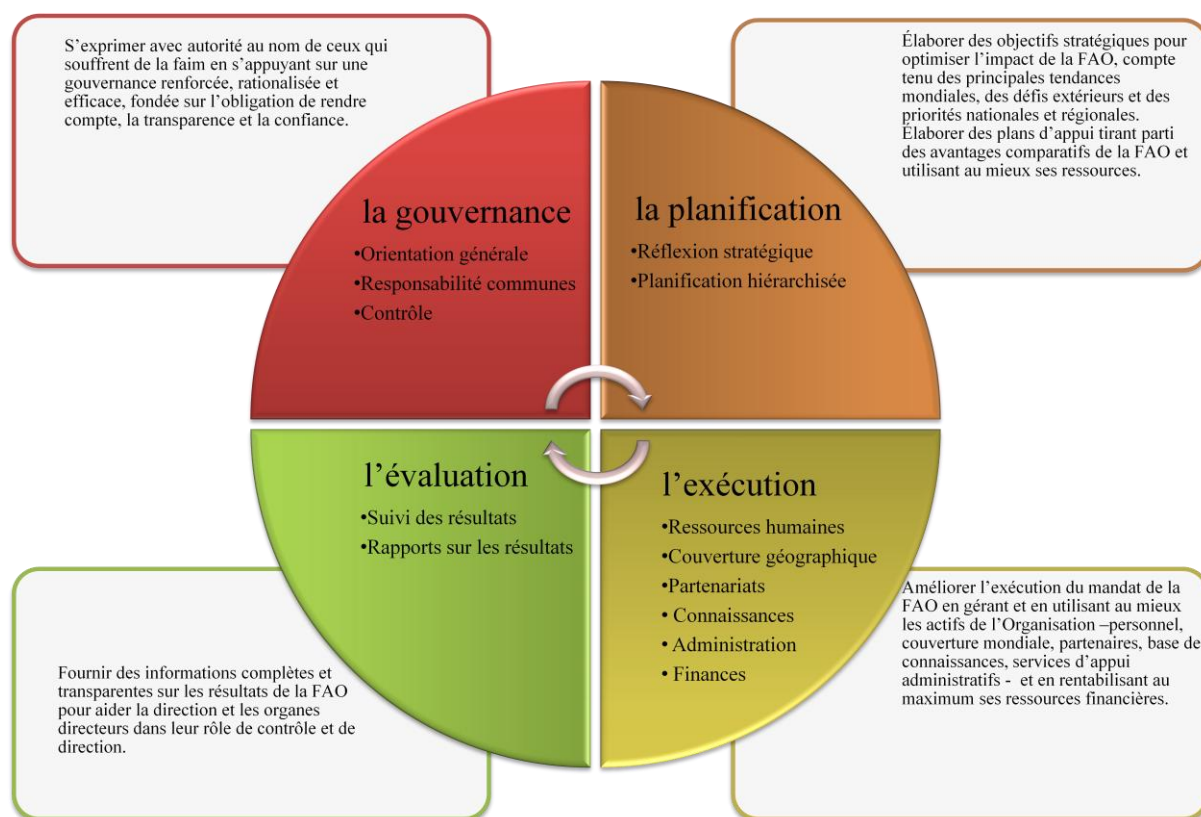 S’exprimer avec autorité au nom de ceux qui
souffrent de la faim en s’appuyant sur une
gouvernance renforcée, rationalisée et
efficace, fondée sur l’obligation de rendre
compte, la transparence et la confiance.
Élaborer des objectifs stratégiques pour
optimiser l’impact de la FAO, compte
tenu des principales tendances
mondiales, des défis extérieurs et des
priorités nationales et régionales.
Élaborer des plans d’appui tirant parti
des avantages comparatifs de la FAO et
utilisant au mieux ses ressources.
la gouvernance
•Orientation générale
•Responsabilité communes
•Contrôle
la planification
•Réflexion stratégique
•Planification hiérarchisée
l’évaluation
•Suivi des résultats
•Rapports sur les résultats
l’exécution
•Ressources humaines
•Couverture géographique
•Partenariats
• Connaissances
• Administration
• Finances
Fournir des informations complètes et
transparentes sur les résultats de la FAO
pour aider la direction et les organes
directeurs dans leur rôle de contrôle et de
direction.
Améliorer l’exécution du mandat de la
FAO en gérant et en utilisant au mieux
les actifs de l’Organisation –personnel,
couverture mondiale, partenaires, base de
connaissances, services d’appui
administratifs - et en rentabilisant au
maximum ses ressources financières.